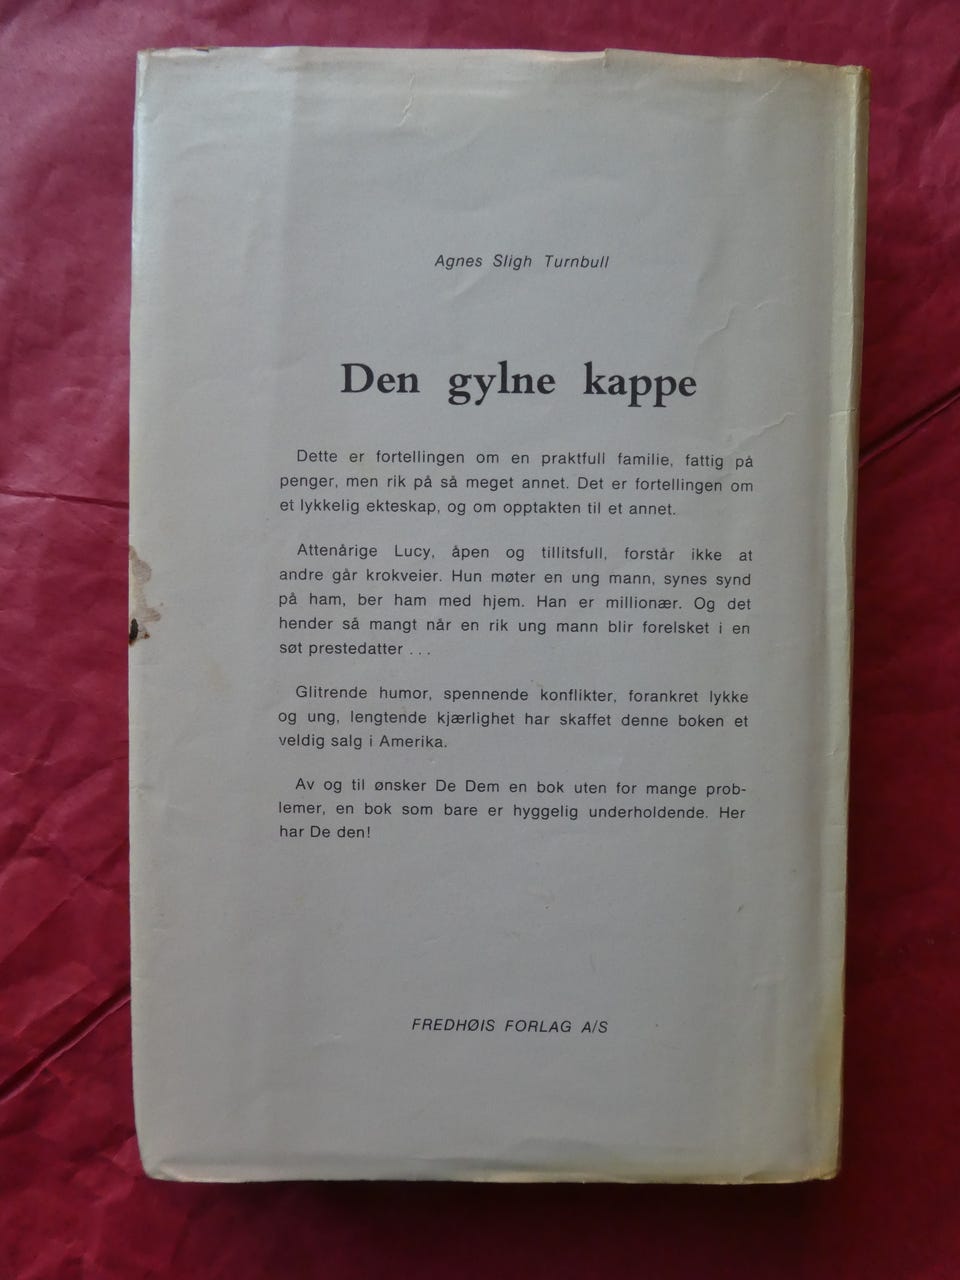 Agnes Sligh Turnbull
Den gylne kappe
Dette er fortellingen om en praktfull familie, fattig på
penger, men rik på så meget annet. Det er fortellingen om
et lykkelig ekteskap, og om opptakten til et annet.
Attenårige Lucy, åpen og tillitsfull, forstår ikke at
andre går krokveier. Hun møter en ung mann, synes synd
på ham, ber ham med hjem. Han er millionær. Og det
hender så mangt når en rik ung mann blir forelsket i en
søt prestedatter . . .
Glitrende humor, spennende konflikter, forankret lykke
og ung, lengtende kjærlighet har skaffet denne boken et
veldig salg i Amerika.
Av og til ønsker De Dem en bok uten for mange prob-
lemer, en bok som bare er hyggelig underholdende. Her
har De den!
FREDHØIS FORLAG A/S